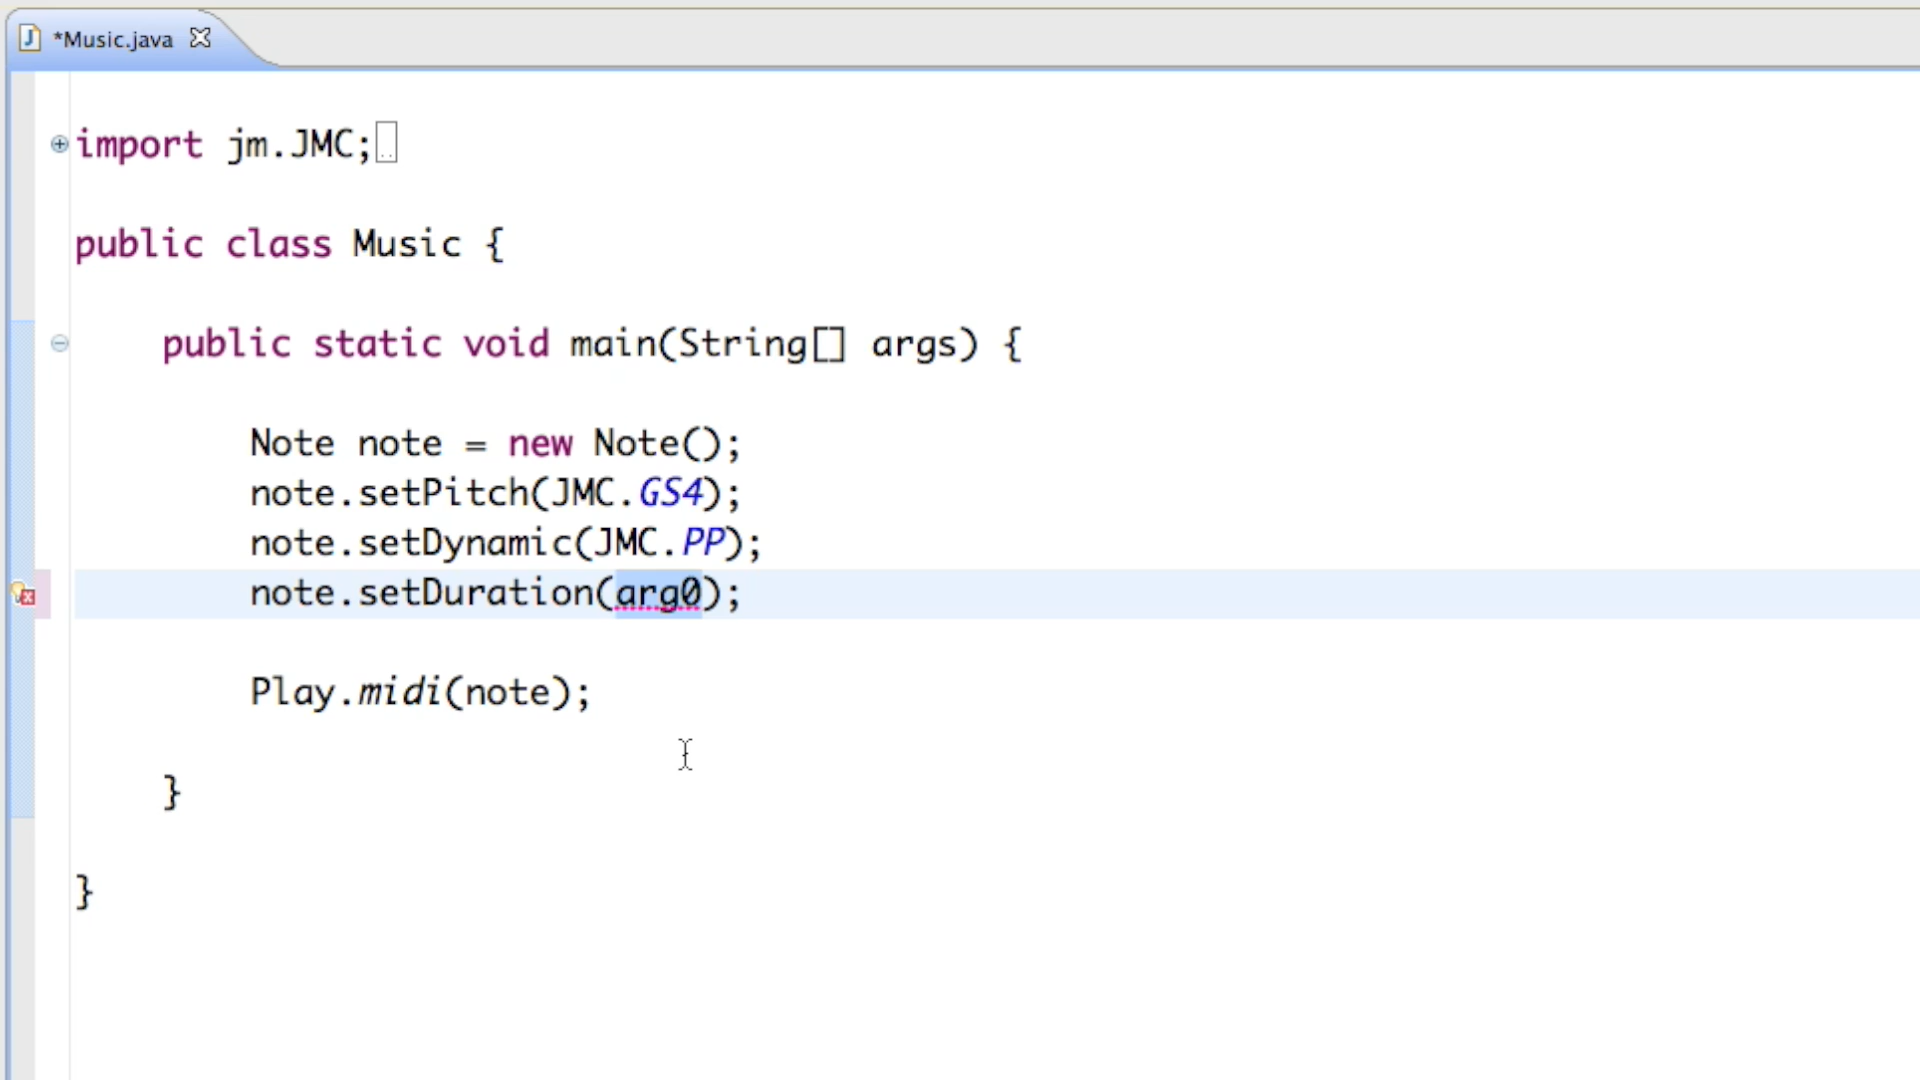 *Music.java
import jm.JMC;
public class Music {
public static void main(String[] args) {
Note note = new Note();
note.setPitch(JMC.GS4);
note.setDynamic(JMC.PP);
note.setDuration(arg0);
Play.midi(note);
}
}